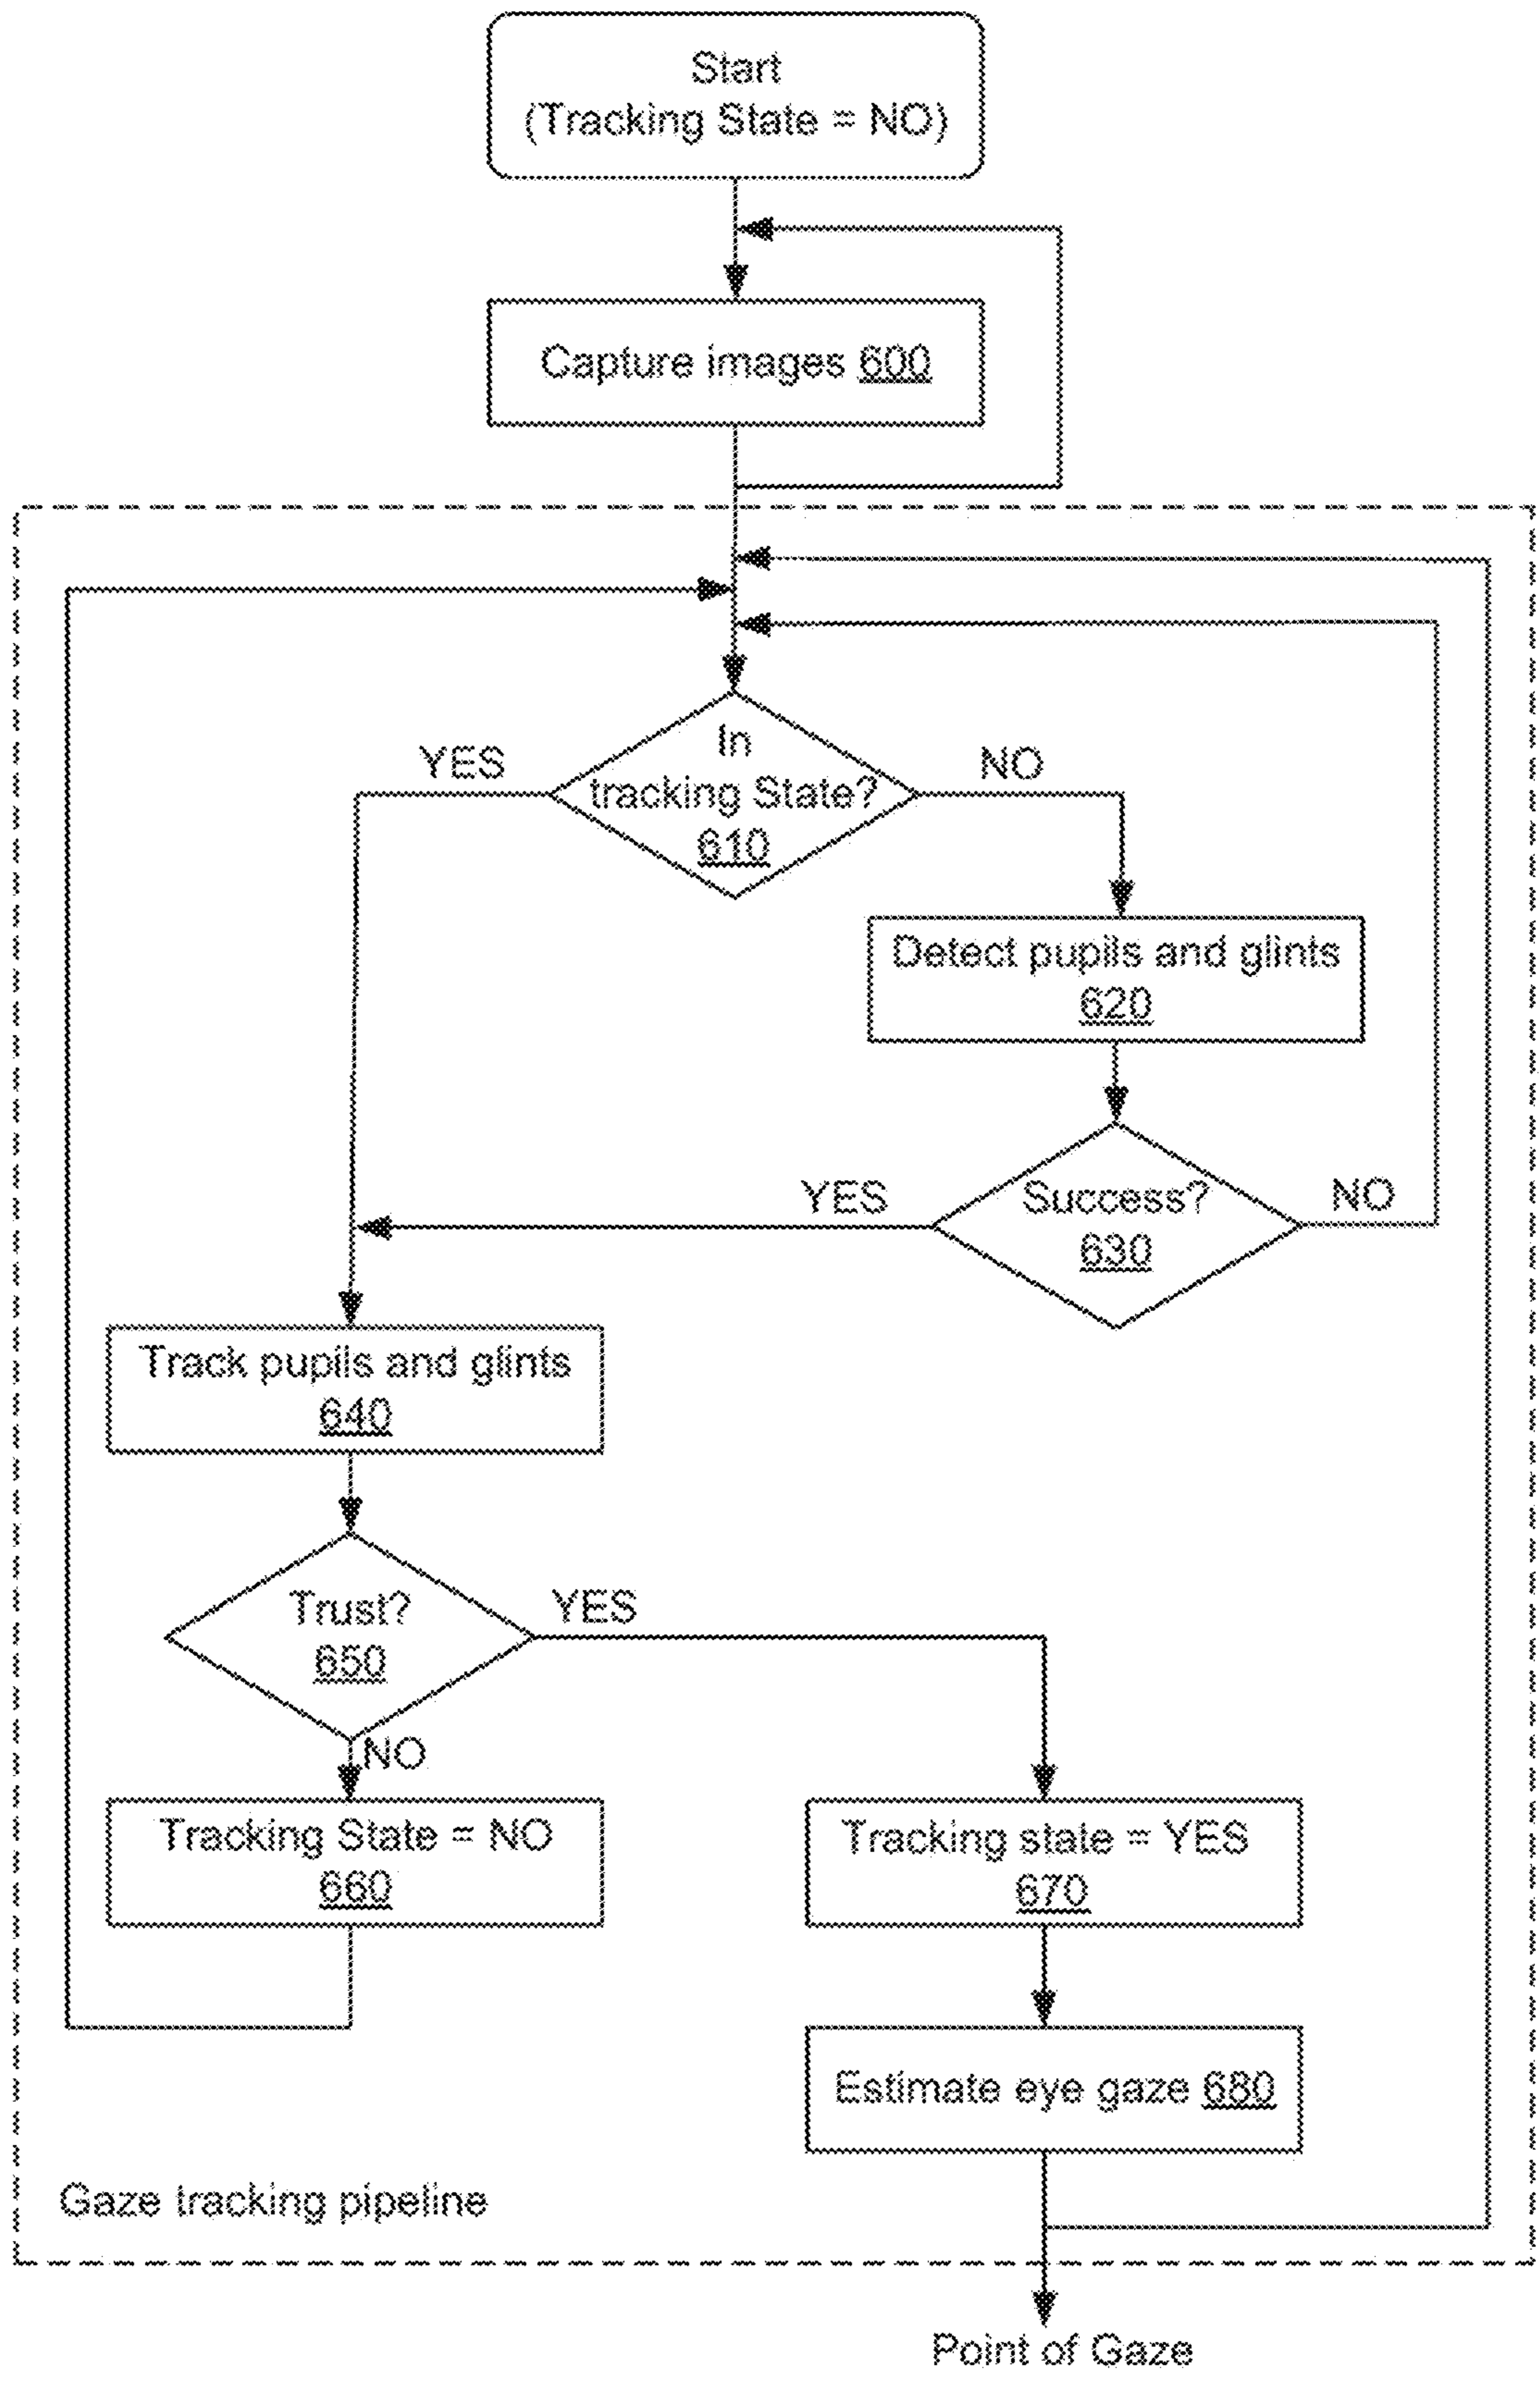 Start
(Tracking State = NO)
Capture images 600
In
tracking State?
610
YES
NO
Detect pupils and glints
620
Success?
630
YES
NO
Track pupils and glints
640
Trust?
650
YES
NO
Tracking State = NO
660
Tracking state = YES
670
Estimate eye gaze 680
Gaze tracking pipeline
Point of Gaze